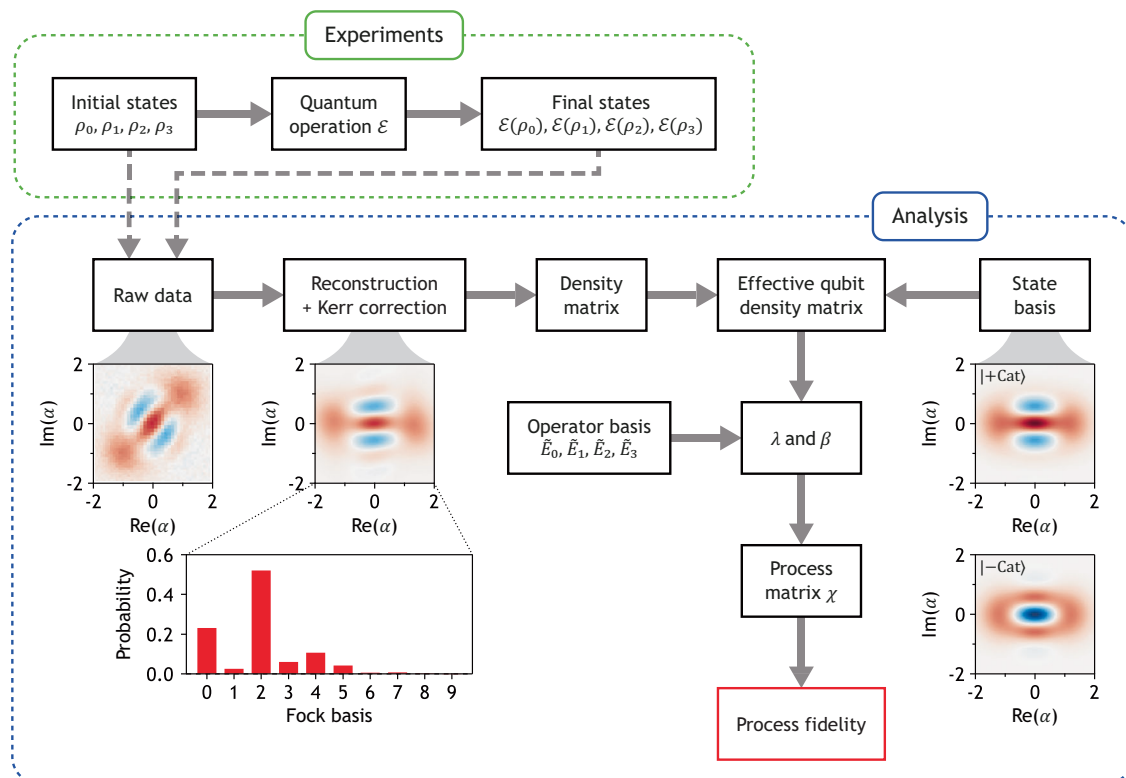 Experiments
Initial states
ρ₀, ρ₁, ρ₂, ρ₃
Quantum
operation ℰ
Final states
ℰ(ρ₀), ℰ(ρ₁), ℰ(ρ₂), ℰ(ρ₃)
Analysis
Raw data
Reconstruction
+ Kerr correction
Density
matrix
Effective qubit
density matrix
State
basis
2
0
-2
Im(α)
-2 0 2
Re(α)
2
0
-2
Im(α)
-2 0 2
Re(α)
Operator basis
Ẽ₀, Ẽ₁, Ẽ₂, Ẽ₃
λ and β
|+Cat⟩
2
0
-2
Im(α)
-2 0 2
Re(α)
0.6
0.4
0.2
0.0
Probability
0 1 2 3 4 5 6 7 8 9
Fock basis
Process
matrix χ
|−Cat⟩
2
0
-2
Im(α)
-2 0 2
Re(α)
Process fidelity